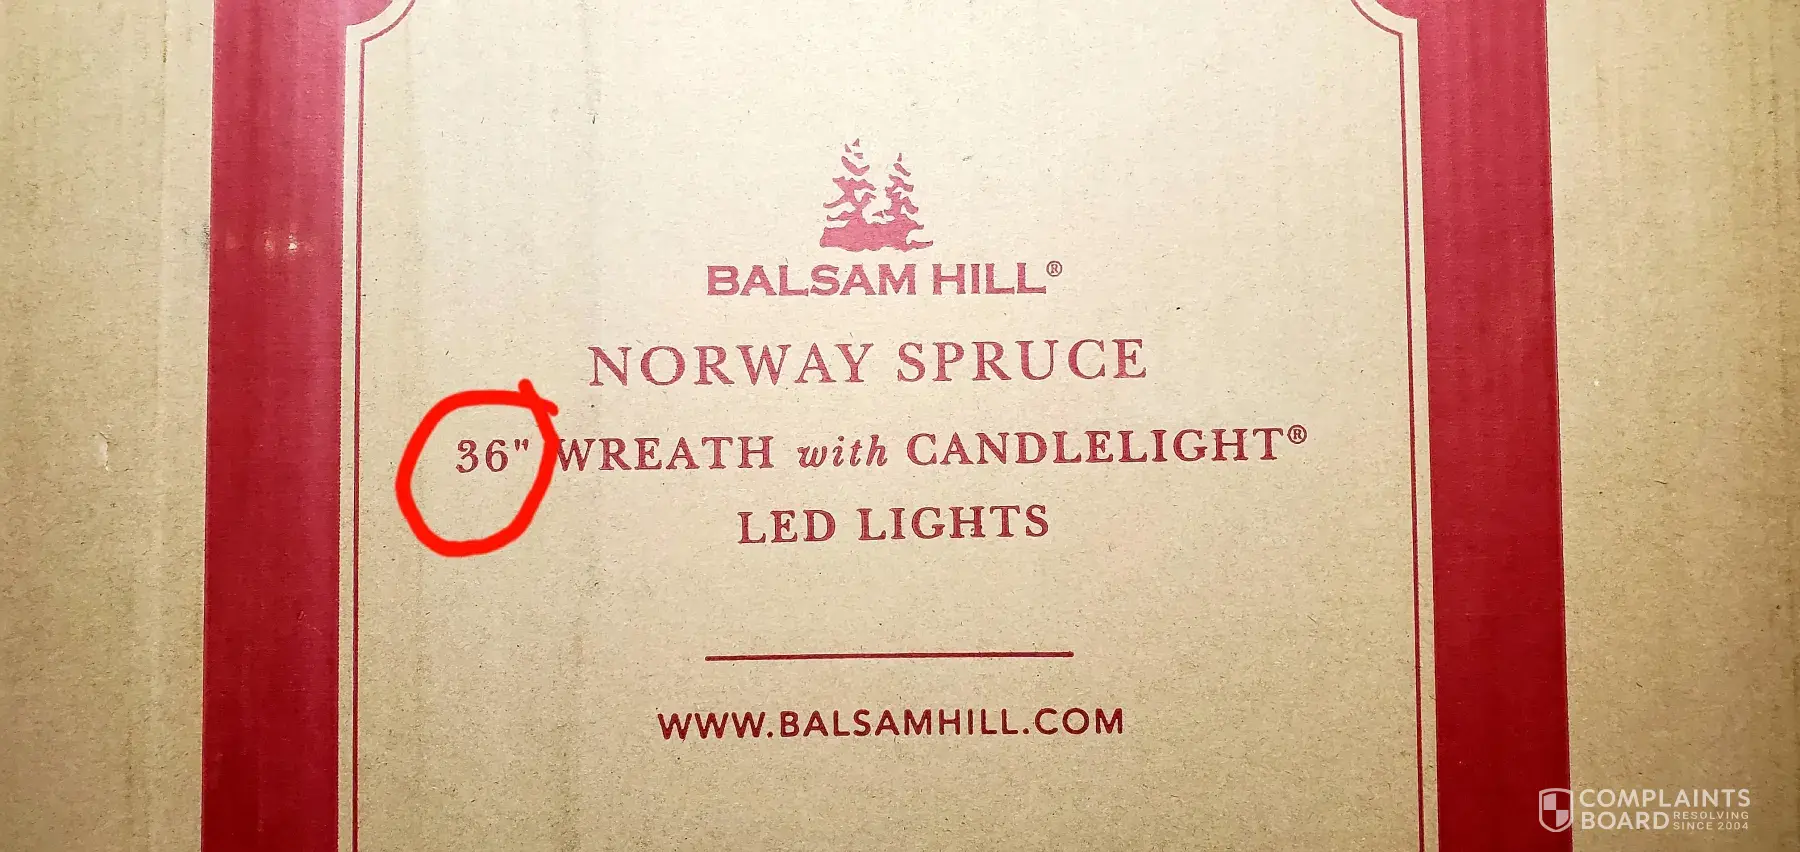 BALSAM HILL®
NORWAY SPRUCE
36" WREATH with CANDLELIGHT®
LED LIGHTS
WWW.BALSAMHILL.COM
COMPLAINTS
BOARD RESOLVING SINCE 2004